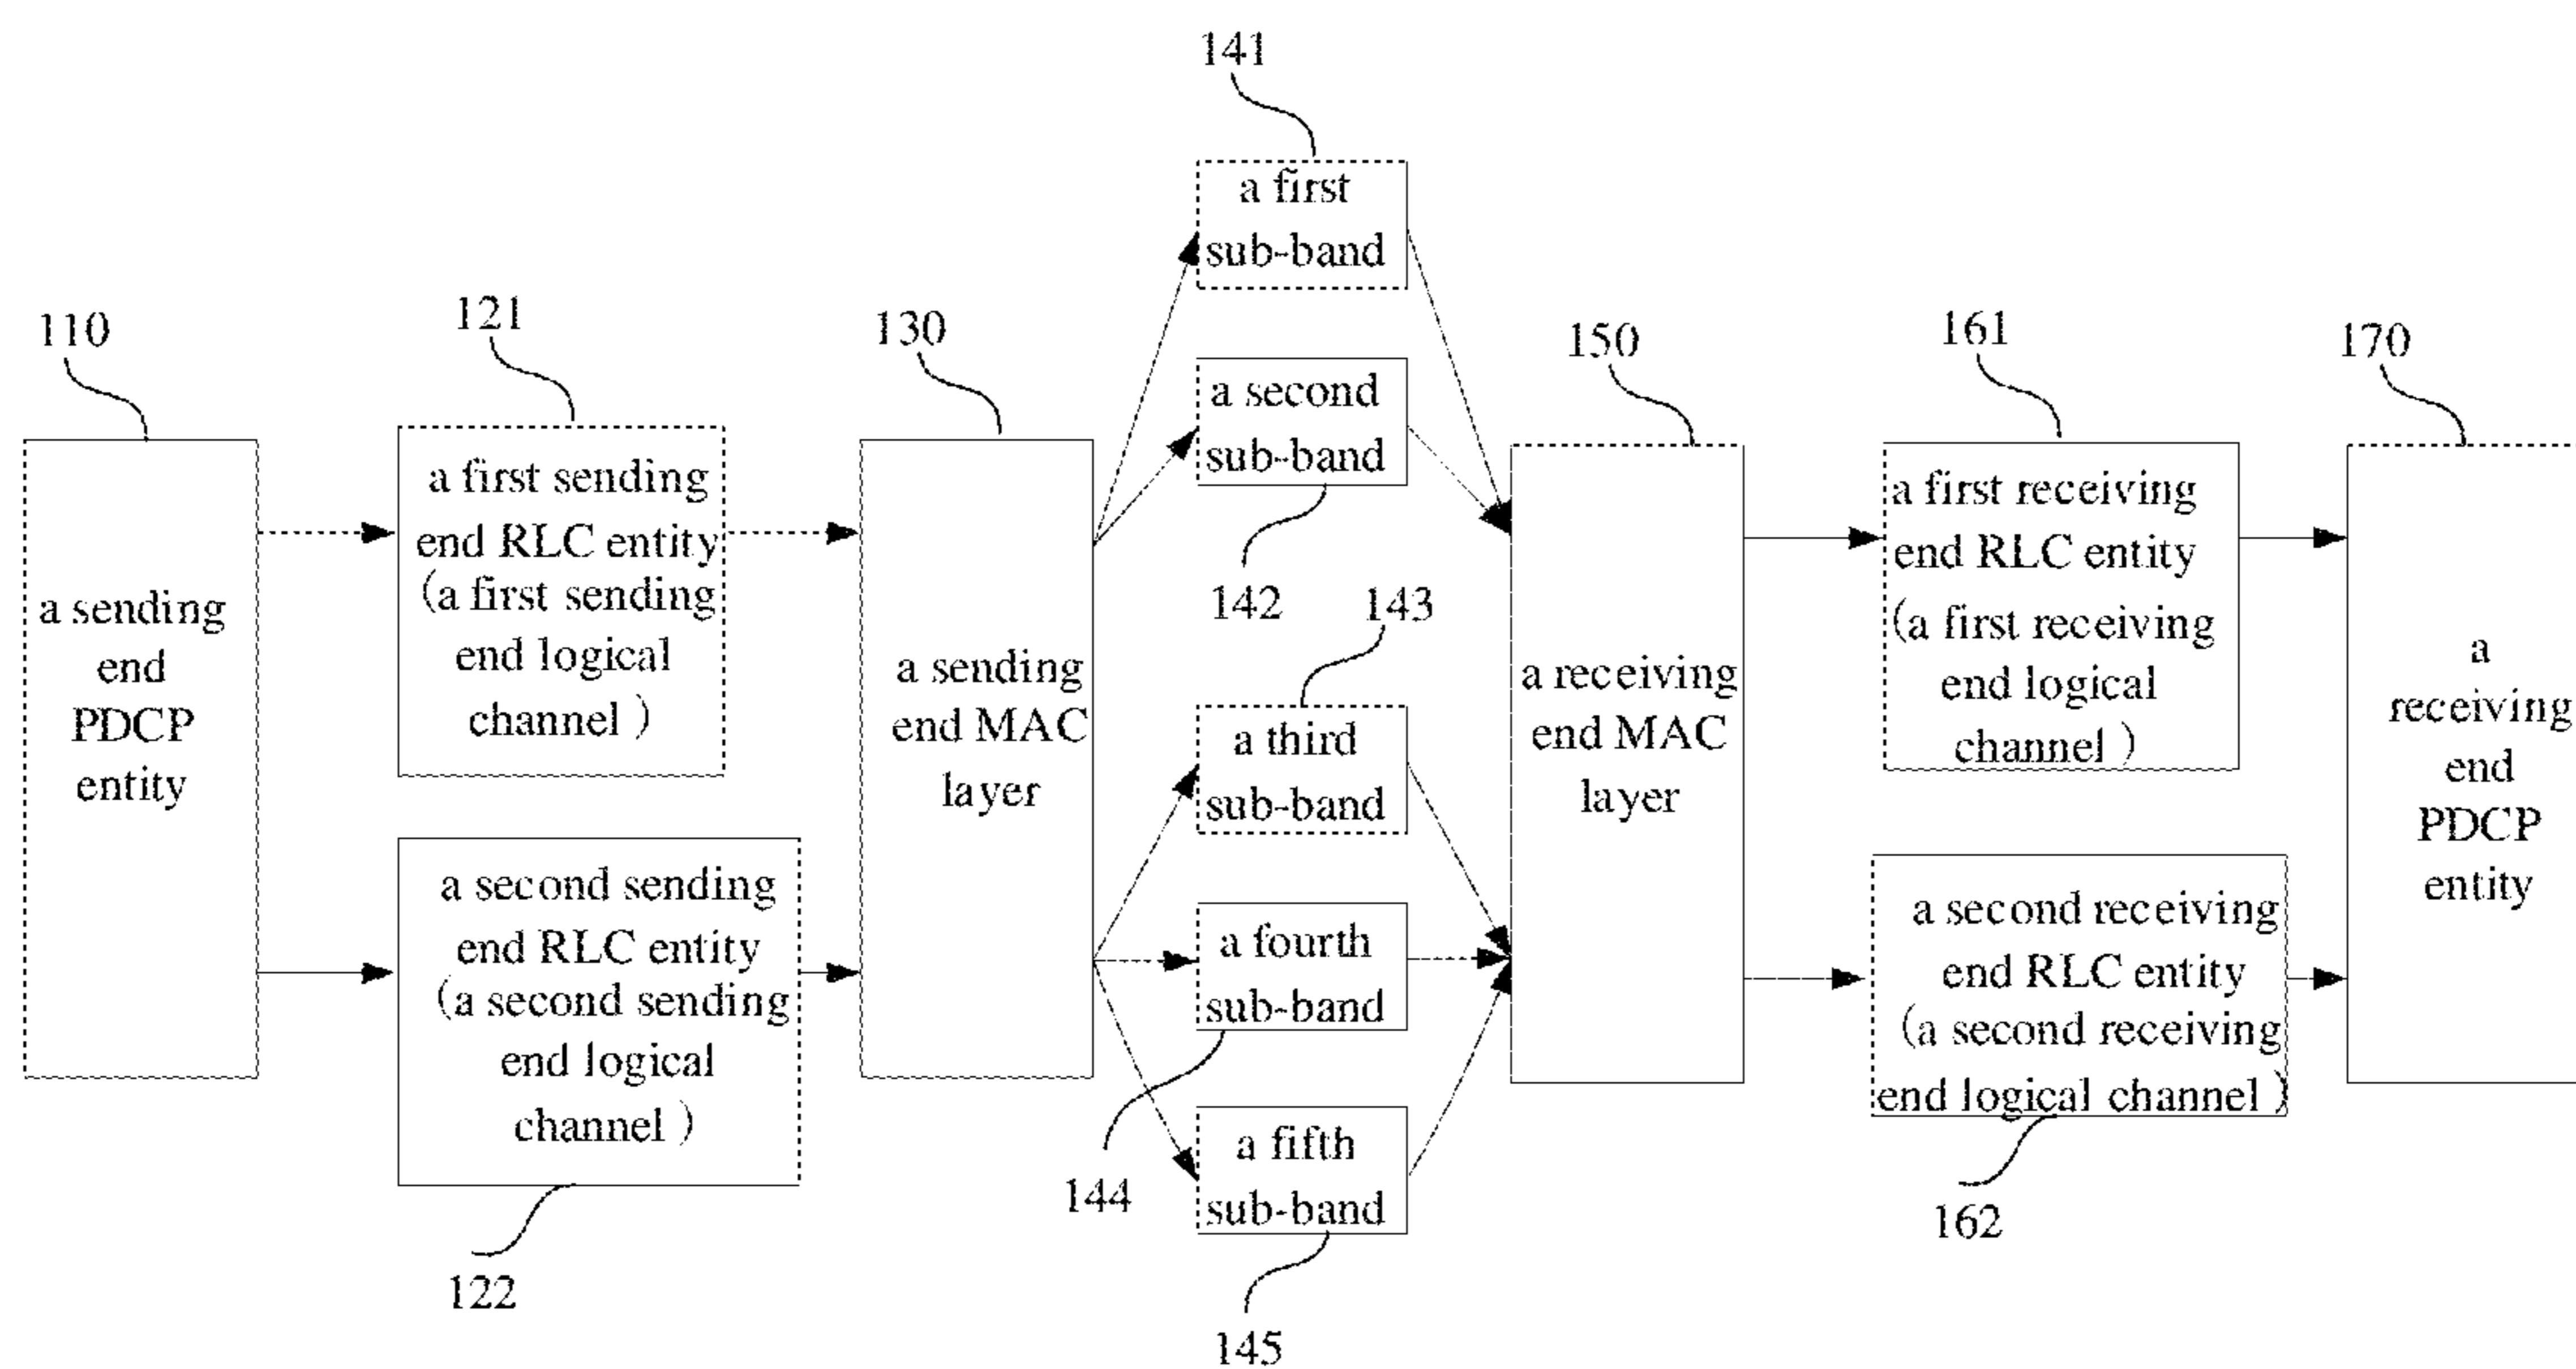 141
a first
sub-band
110
121
130
a second
sub-band
142
143
150
161
170
a sending
end
PDCP
entity
a first sending
end RLC entity
(a first sending
end logical
channel )
a second sending
end RLC entity
(a second sending
end logical
channel )
122
a sending
end MAC
layer
a third
sub-band
a fourth
sub-band
144
a fifth
sub-band
145
a receiving
end MAC
layer
a first receiving
end RLC entity
(a first receiving
end logical
channel )
a second receiving
end RLC entity
(a second receiving
end logical channel )
162
a
receiving
end
PDCP
entity